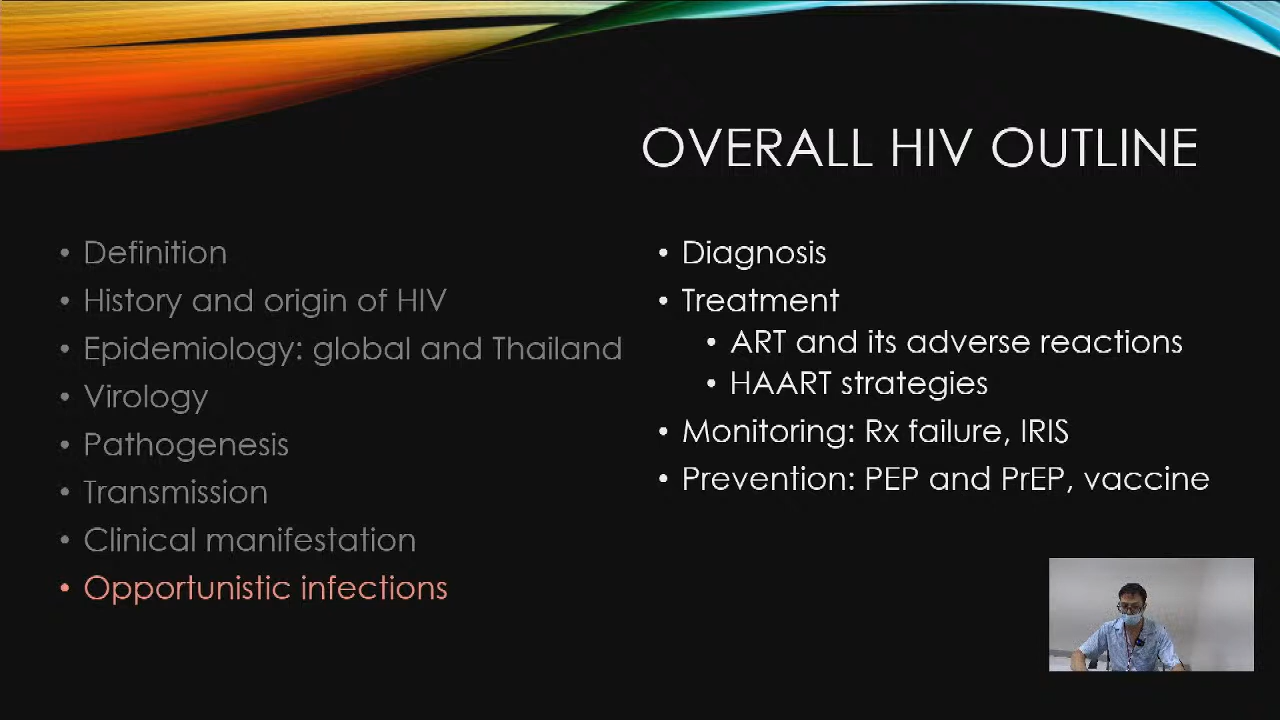 OVERALL HIV OUTLINE
• Definition
• History and origin of HIV
• Epidemiology: global and Thailand
• Virology
• Pathogenesis
• Transmission
• Clinical manifestation
• Opportunistic infections
• Diagnosis
• Treatment
• ART and its adverse reactions
• HAART strategies
• Monitoring: Rx failure, IRIS
• Prevention: PEP and PrEP, vaccine